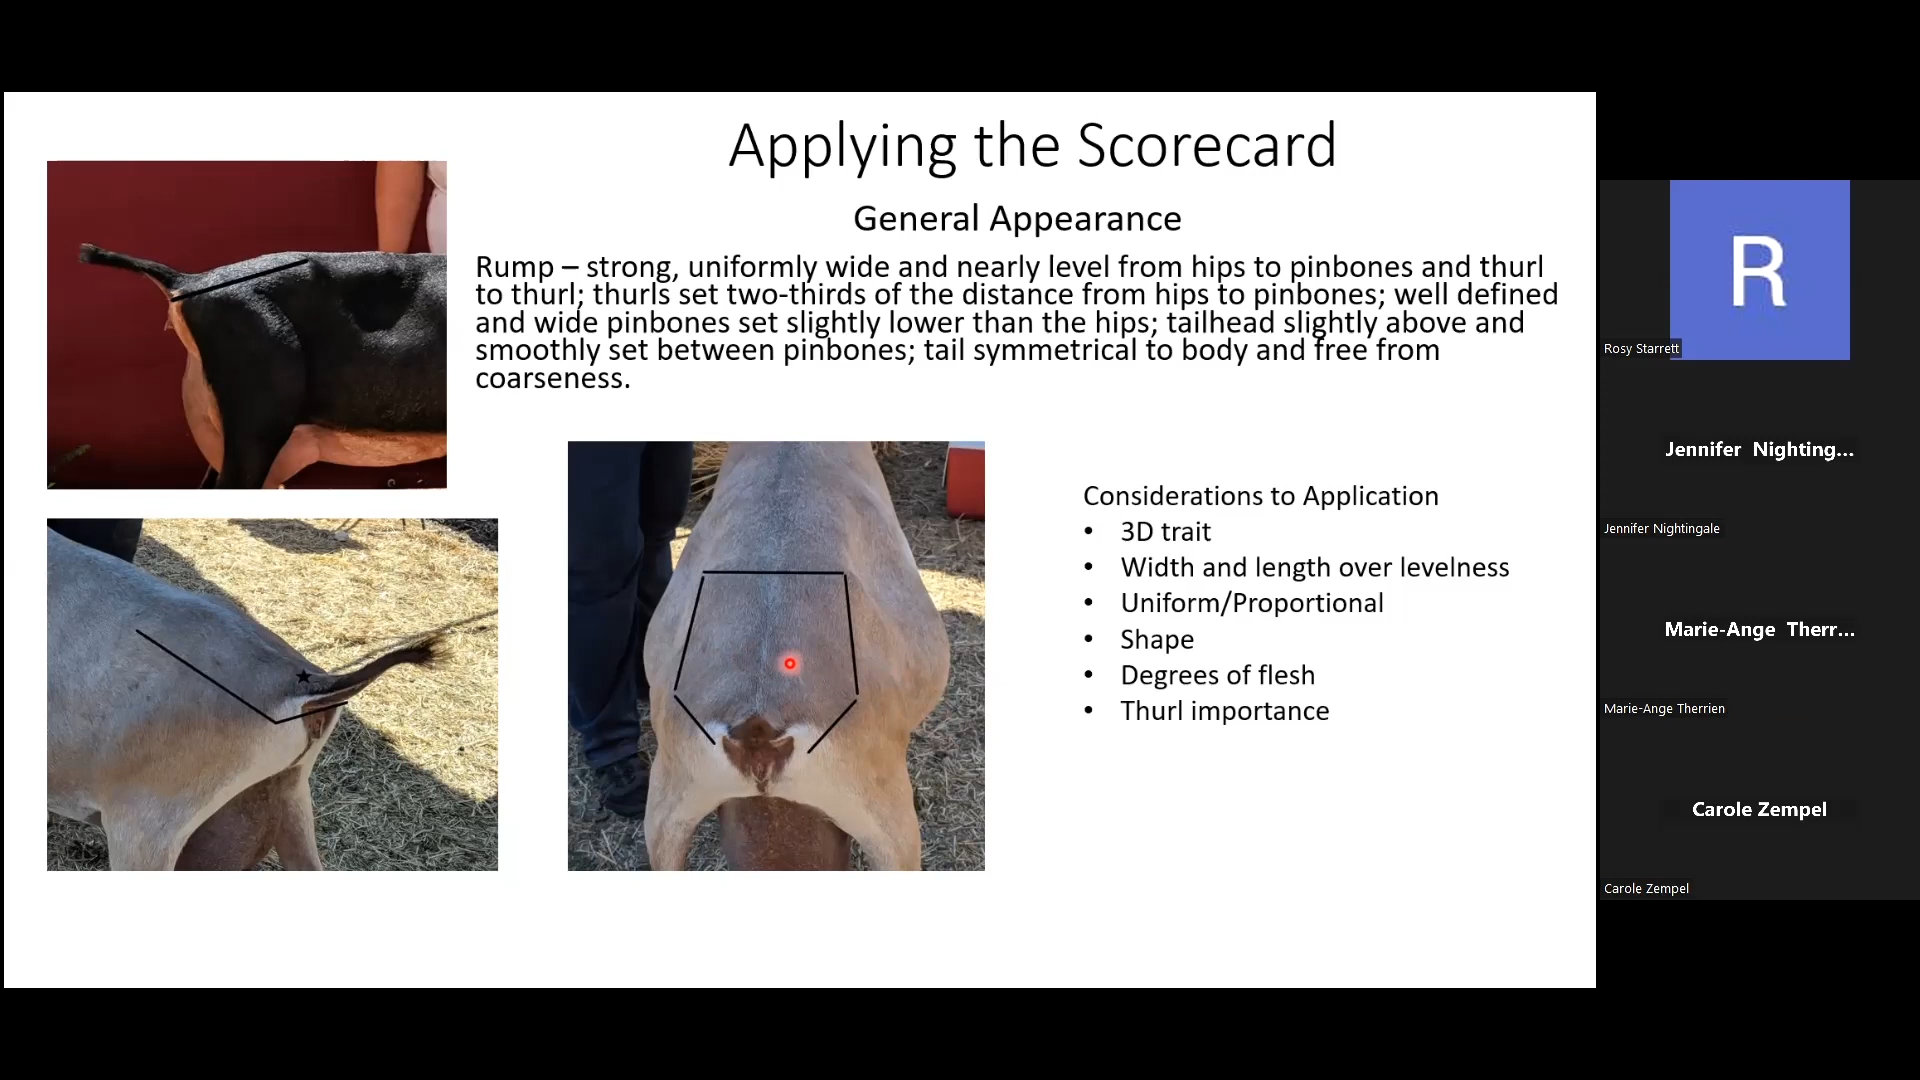 Applying the Scorecard
General Appearance
Rump – strong, uniformly wide and nearly level from hips to pinbones and thurl
to thurl; thurls set two-thirds of the distance from hips to pinbones; well defined
and wide pinbones set slightly lower than the hips; tailhead slightly above and
smoothly set between pinbones; tail symmetrical to body and free from
coarseness.
Considerations to Application
• 3D trait
• Width and length over levelness
• Uniform/Proportional
• Shape
• Degrees of flesh
• Thurl importance
R
Rosy Starrett
Jennifer Nighting...
Jennifer Nightingale
Marie-Ange Therr...
Marie-Ange Therrien
Carole Zempel
Carole Zempel